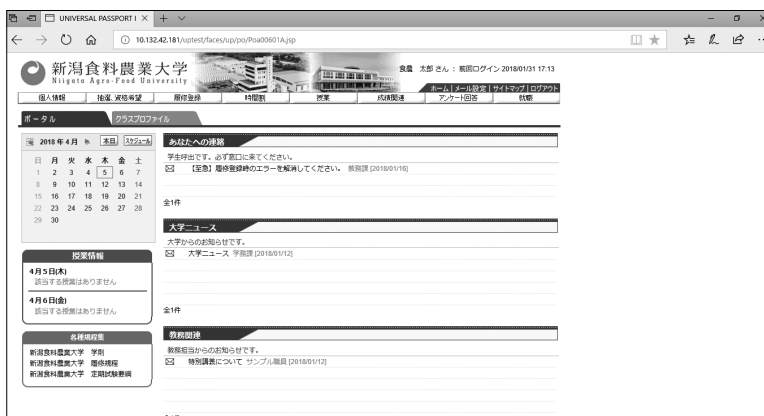 UNIVERSAL PASSPORT I
10.132.42.181/uptest/faces/up/po/Poa00601A.jsp
新潟食料農業大学
Niigata Agro-Food University
食農 太郎 さん : 前回ログイン 2018/01/31 17:13
ホーム | メール設定 | サイトマップ | ログアウト
個人情報 抽選、資格希望 履修登録 時間割 授業 成績関連 アンケート回答 就職
ポータル クラスプロファイル
2018 年 4 月 本日 スケジュール
日 月 火 水 木 金 土
1 2 3 4 5 6 7
8 9 10 11 12 13 14
15 16 17 18 19 20 21
22 23 24 25 26 27 28
29 30
授業情報
4月5日(木)
該当する授業はありません
4月6日(金)
該当する授業はありません
各種規程集
新潟食料農業大学 学則
新潟食料農業大学 履修規程
新潟食料農業大学 定期試験要綱
あなたへの連絡
学生呼出です。必ず窓口に来てください。
【至急】履修登録時のエラーを解消してください。 教務課 [2018/01/16]
全1件
大学ニュース
大学からのお知らせです。
大学ニュース 学務課 [2018/01/12]
全1件
教務関連
教務担当からのお知らせです。
特別講義について サンプル職員 [2018/01/12]